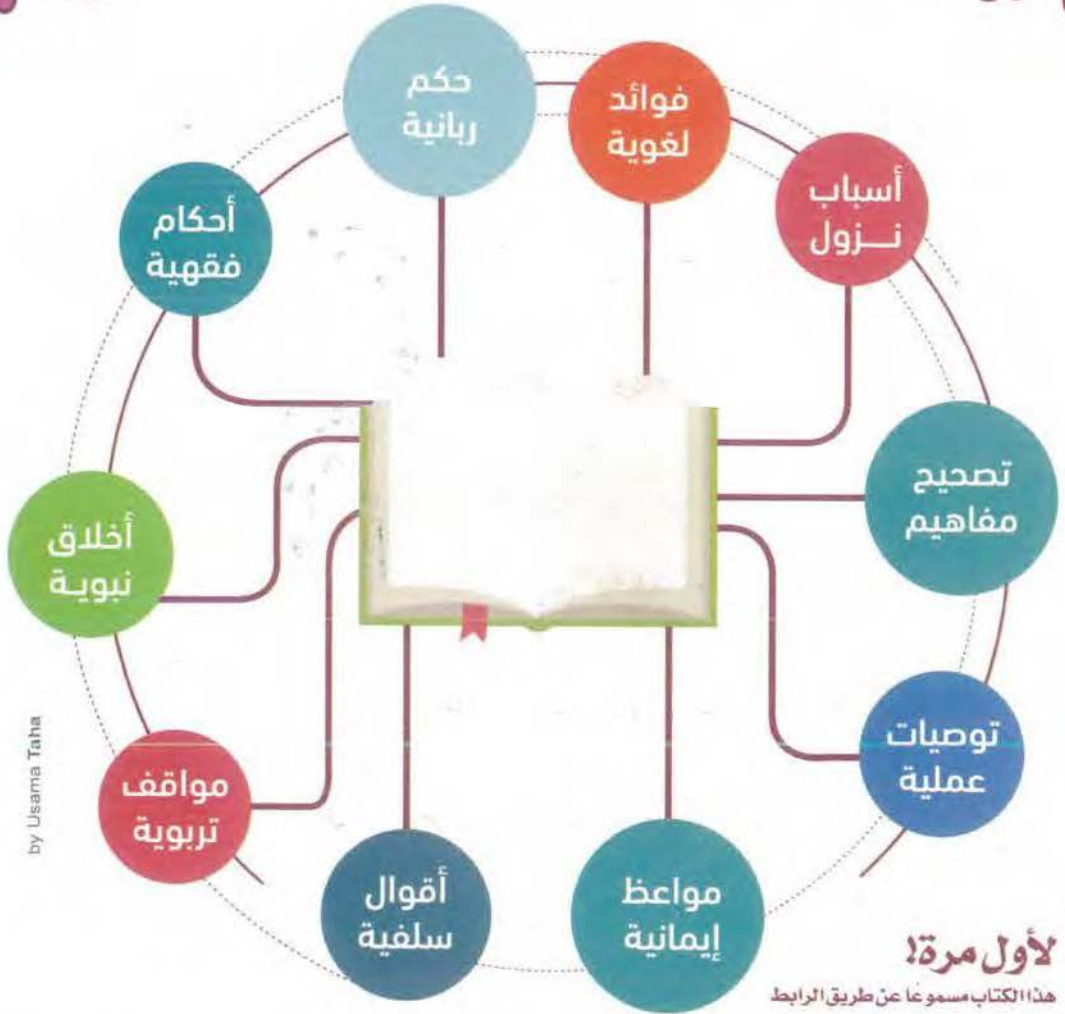 حكم
ربانية
فوائد
لغوية
أسباب
نـــزول
أحكام
فقهية
تصحيح
مفاهيم
أخلاق
نبويـة
توصيات
عملية
مواقف
تربوية
أقوال
سلفية
مواعظ
إيمانية
by Usama Taha
لأول مرة!
هذا الكتاب مسموعا عن طريق الرابط